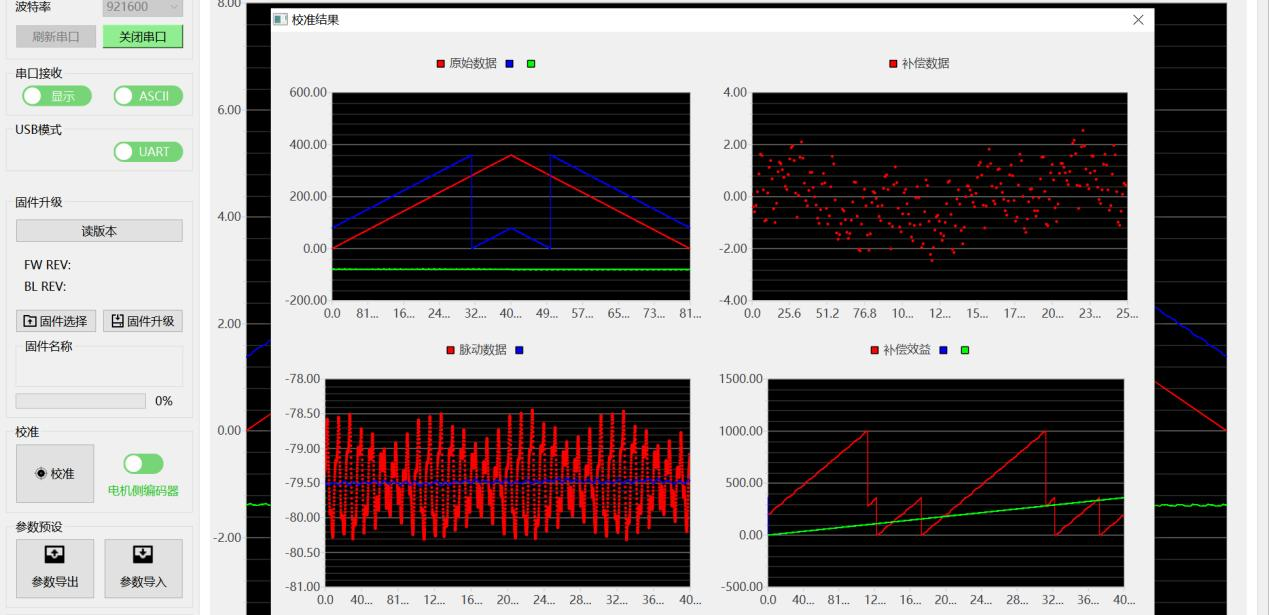 波特率
921600
刷新串口
关闭串口
串口接收
显示
ASCII
USB模式
UART
固件升级
读版本
FW REV:
BL REV:
固件选择
固件升级
固件名称
0%
校准
校准
电机侧编码器
参数预设
参数导出
参数导入
8.00
6.00
4.00
2.00
0.00
-2.00
校准结果
原始数据
600.00
400.00
200.00
0.00
-200.00
0.0 81... 16... 24... 32... 40... 49... 57... 65... 73... 81...
补偿数据
4.00
2.00
0.00
-2.00
-4.00
0.0 25.6 51.2 76.8 10... 12... 15... 17... 20... 23... 25...
脉动数据
-78.00
-78.50
-79.00
-79.50
-80.00
-80.50
-81.00
0.0 40... 81... 12... 16... 20... 24... 28... 32... 36... 40...
补偿效益
1500.00
1000.00
500.00
0.00
-500.00
0.0 40... 81... 12... 16... 20... 24... 28... 32... 36... 40...